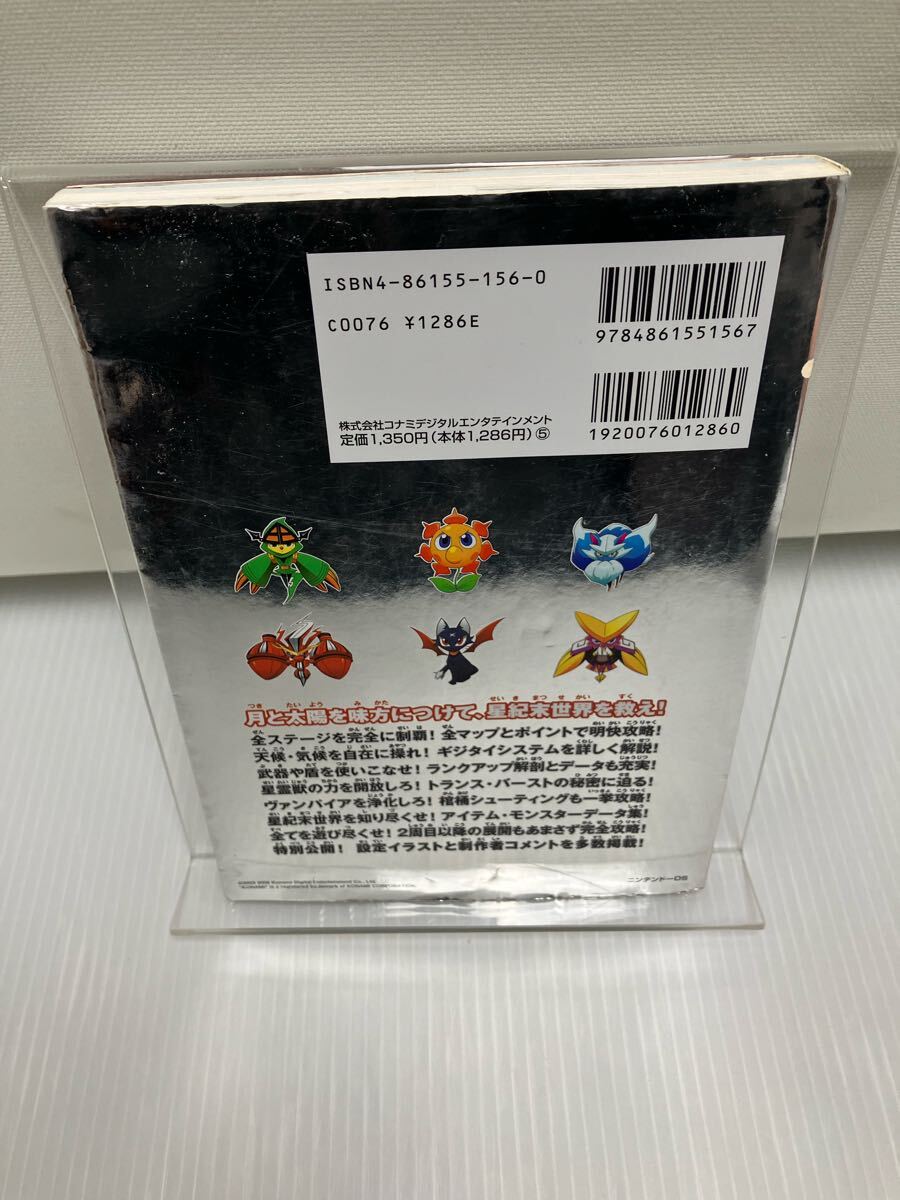 ISBN4-86155-156-0
C0076 ¥1286E
9784861551567
1920076012860
株式会社コナミデジタルエンタテインメント
定価1,350円(本体1,286円)⑤
月と太陽を味方につけて、星紀末世界を救え!
全ステージを完全に制覇! 全マップとポイントで明快攻略!
天候・気候を自在に操れ! ギジタイシステムを詳しく解説!
武器や盾を使いこなせ! ランクアップ解剖とデータも充実!
星霊獣の力を開放しろ! トランス・バーストの秘密に迫る!
ヴァンパイアを浄化しろ! 棺桶シューティングも一挙攻略!
星紀末世界を知り尽くせ! アイテム・モンスターデータ集!
全てを遊び尽くせ! 2周目以降の展開もあまさず完全攻略!
特別公開! 設定イラストと制作者コメントを多数掲載!
"KONAMI" is a registered trademark of KONAMI CORPORATION.
ニンテンドーDS